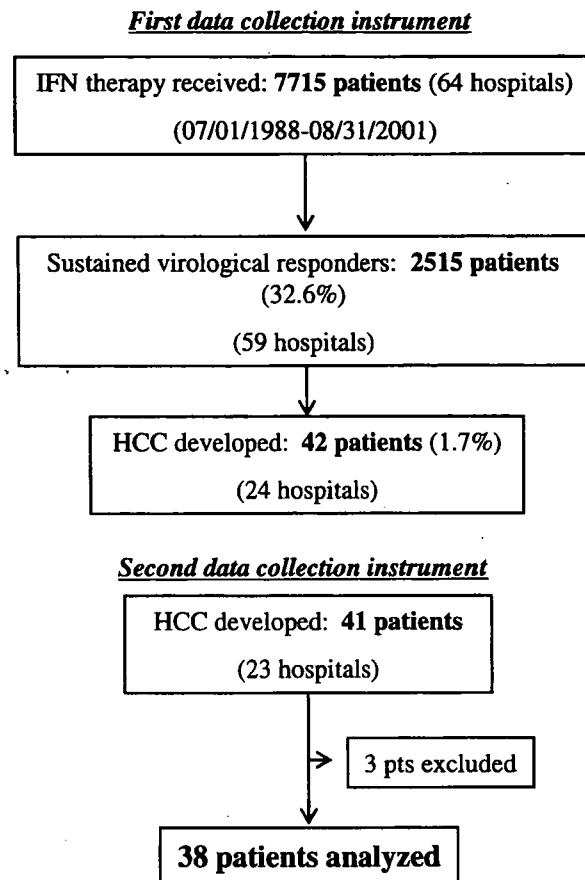 First data collection instrument
IFN therapy received: 7715 patients (64 hospitals)
(07/01/1988-08/31/2001)
Sustained virological responders: 2515 patients
(32.6%)
(59 hospitals)
HCC developed: 42 patients (1.7%)
(24 hospitals)
Second data collection instrument
HCC developed: 41 patients
(23 hospitals)
3 pts excluded
38 patients analyzed